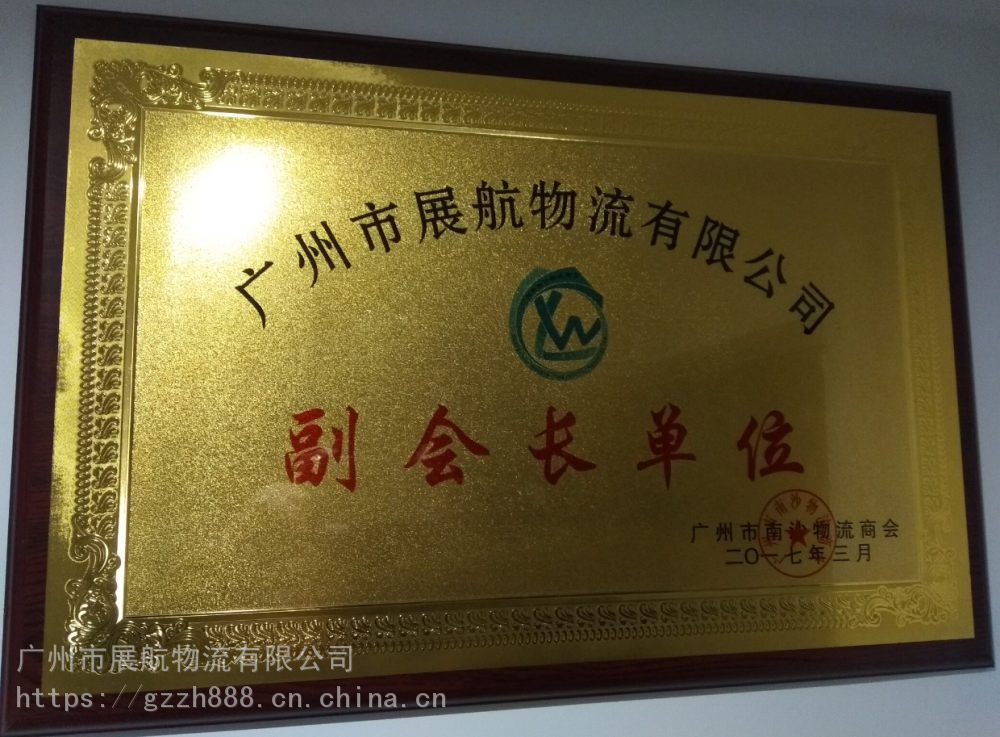 广州市展航物流有限公司
副会长单位
广州市南沙物流商会
二〇一七年三月
广州市展航物流有限公司
https://gzzh888.cn.china.cn